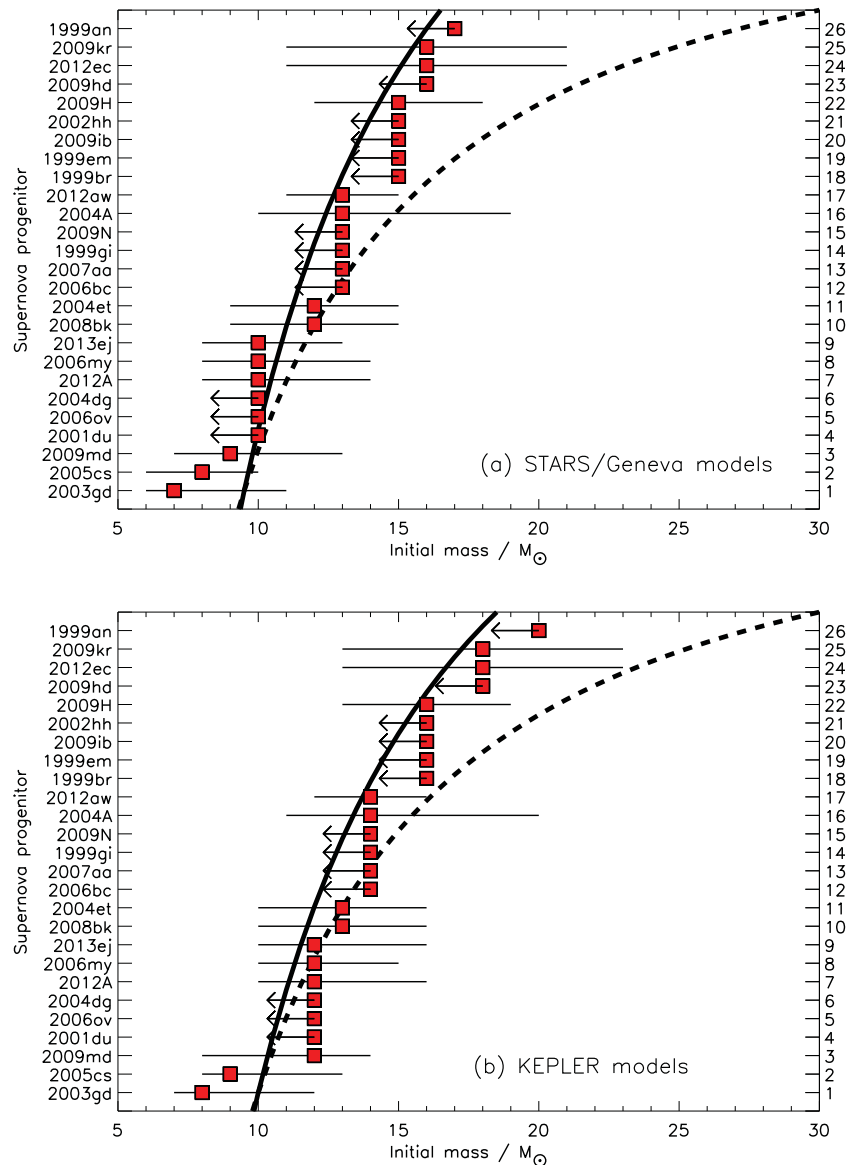 1999an 26
2009kr 25
2012ec 24
2009hd 23
2009H 22
2002hh 21
2009ib 20
1999em 19
1999br 18
2012aw 17
2004A 16
2009N 15
1999gi 14
2007aa 13
2006bc 12
2004et 11
2008bk 10
2013ej 9
2006my 8
2012A 7
2004dg 6
2006ov 5
2001du 4
2009md 3
2005cs 2
2003gd 1
Supernova progenitor
(a) STARS/Geneva models
5 10 15 20 25 30
Initial mass / M⊙
1999an 26
2009kr 25
2012ec 24
2009hd 23
2009H 22
2002hh 21
2009ib 20
1999em 19
1999br 18
2012aw 17
2004A 16
2009N 15
1999gi 14
2007aa 13
2006bc 12
2004et 11
2008bk 10
2013ej 9
2006my 8
2012A 7
2004dg 6
2006ov 5
2001du 4
2009md 3
2005cs 2
2003gd 1
Supernova progenitor
(b) KEPLER models
5 10 15 20 25 30
Initial mass / M⊙